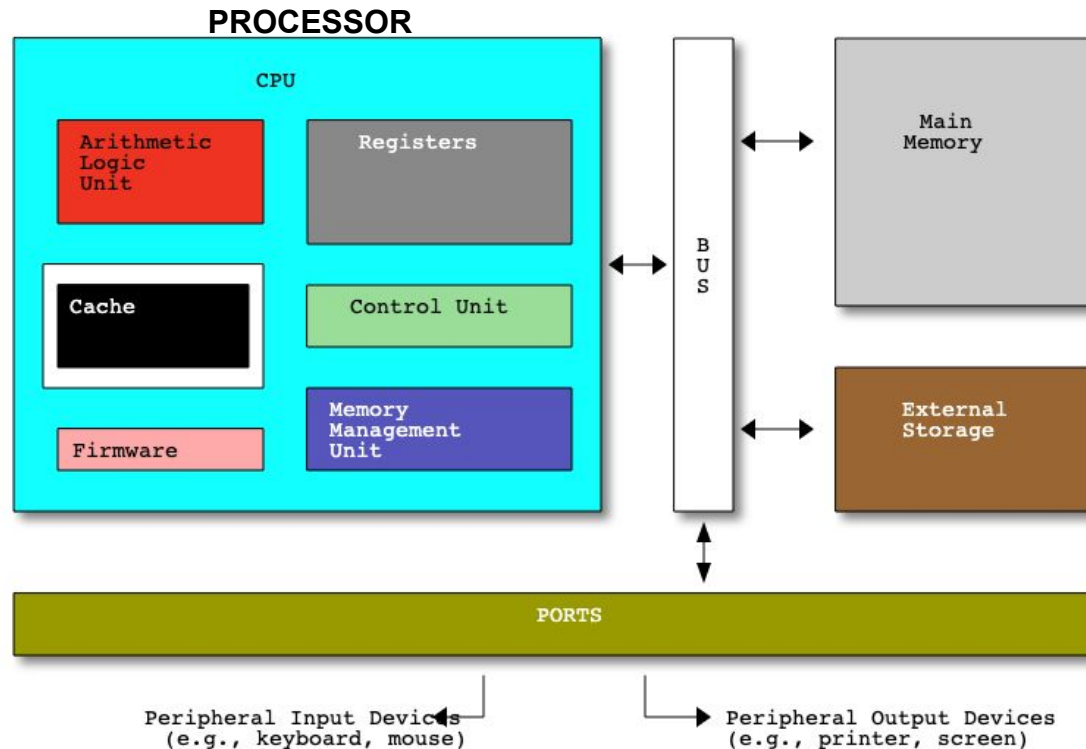 PROCESSOR
CPU
Arithmetic
Logic
Unit
Registers
Cache
Control Unit
Firmware
Memory
Management
Unit
B
U
S
Main
Memory
External
Storage
PORTS
Peripheral Input Devices
(e.g., keyboard, mouse)
Peripheral Output Devices
(e.g., printer, screen)